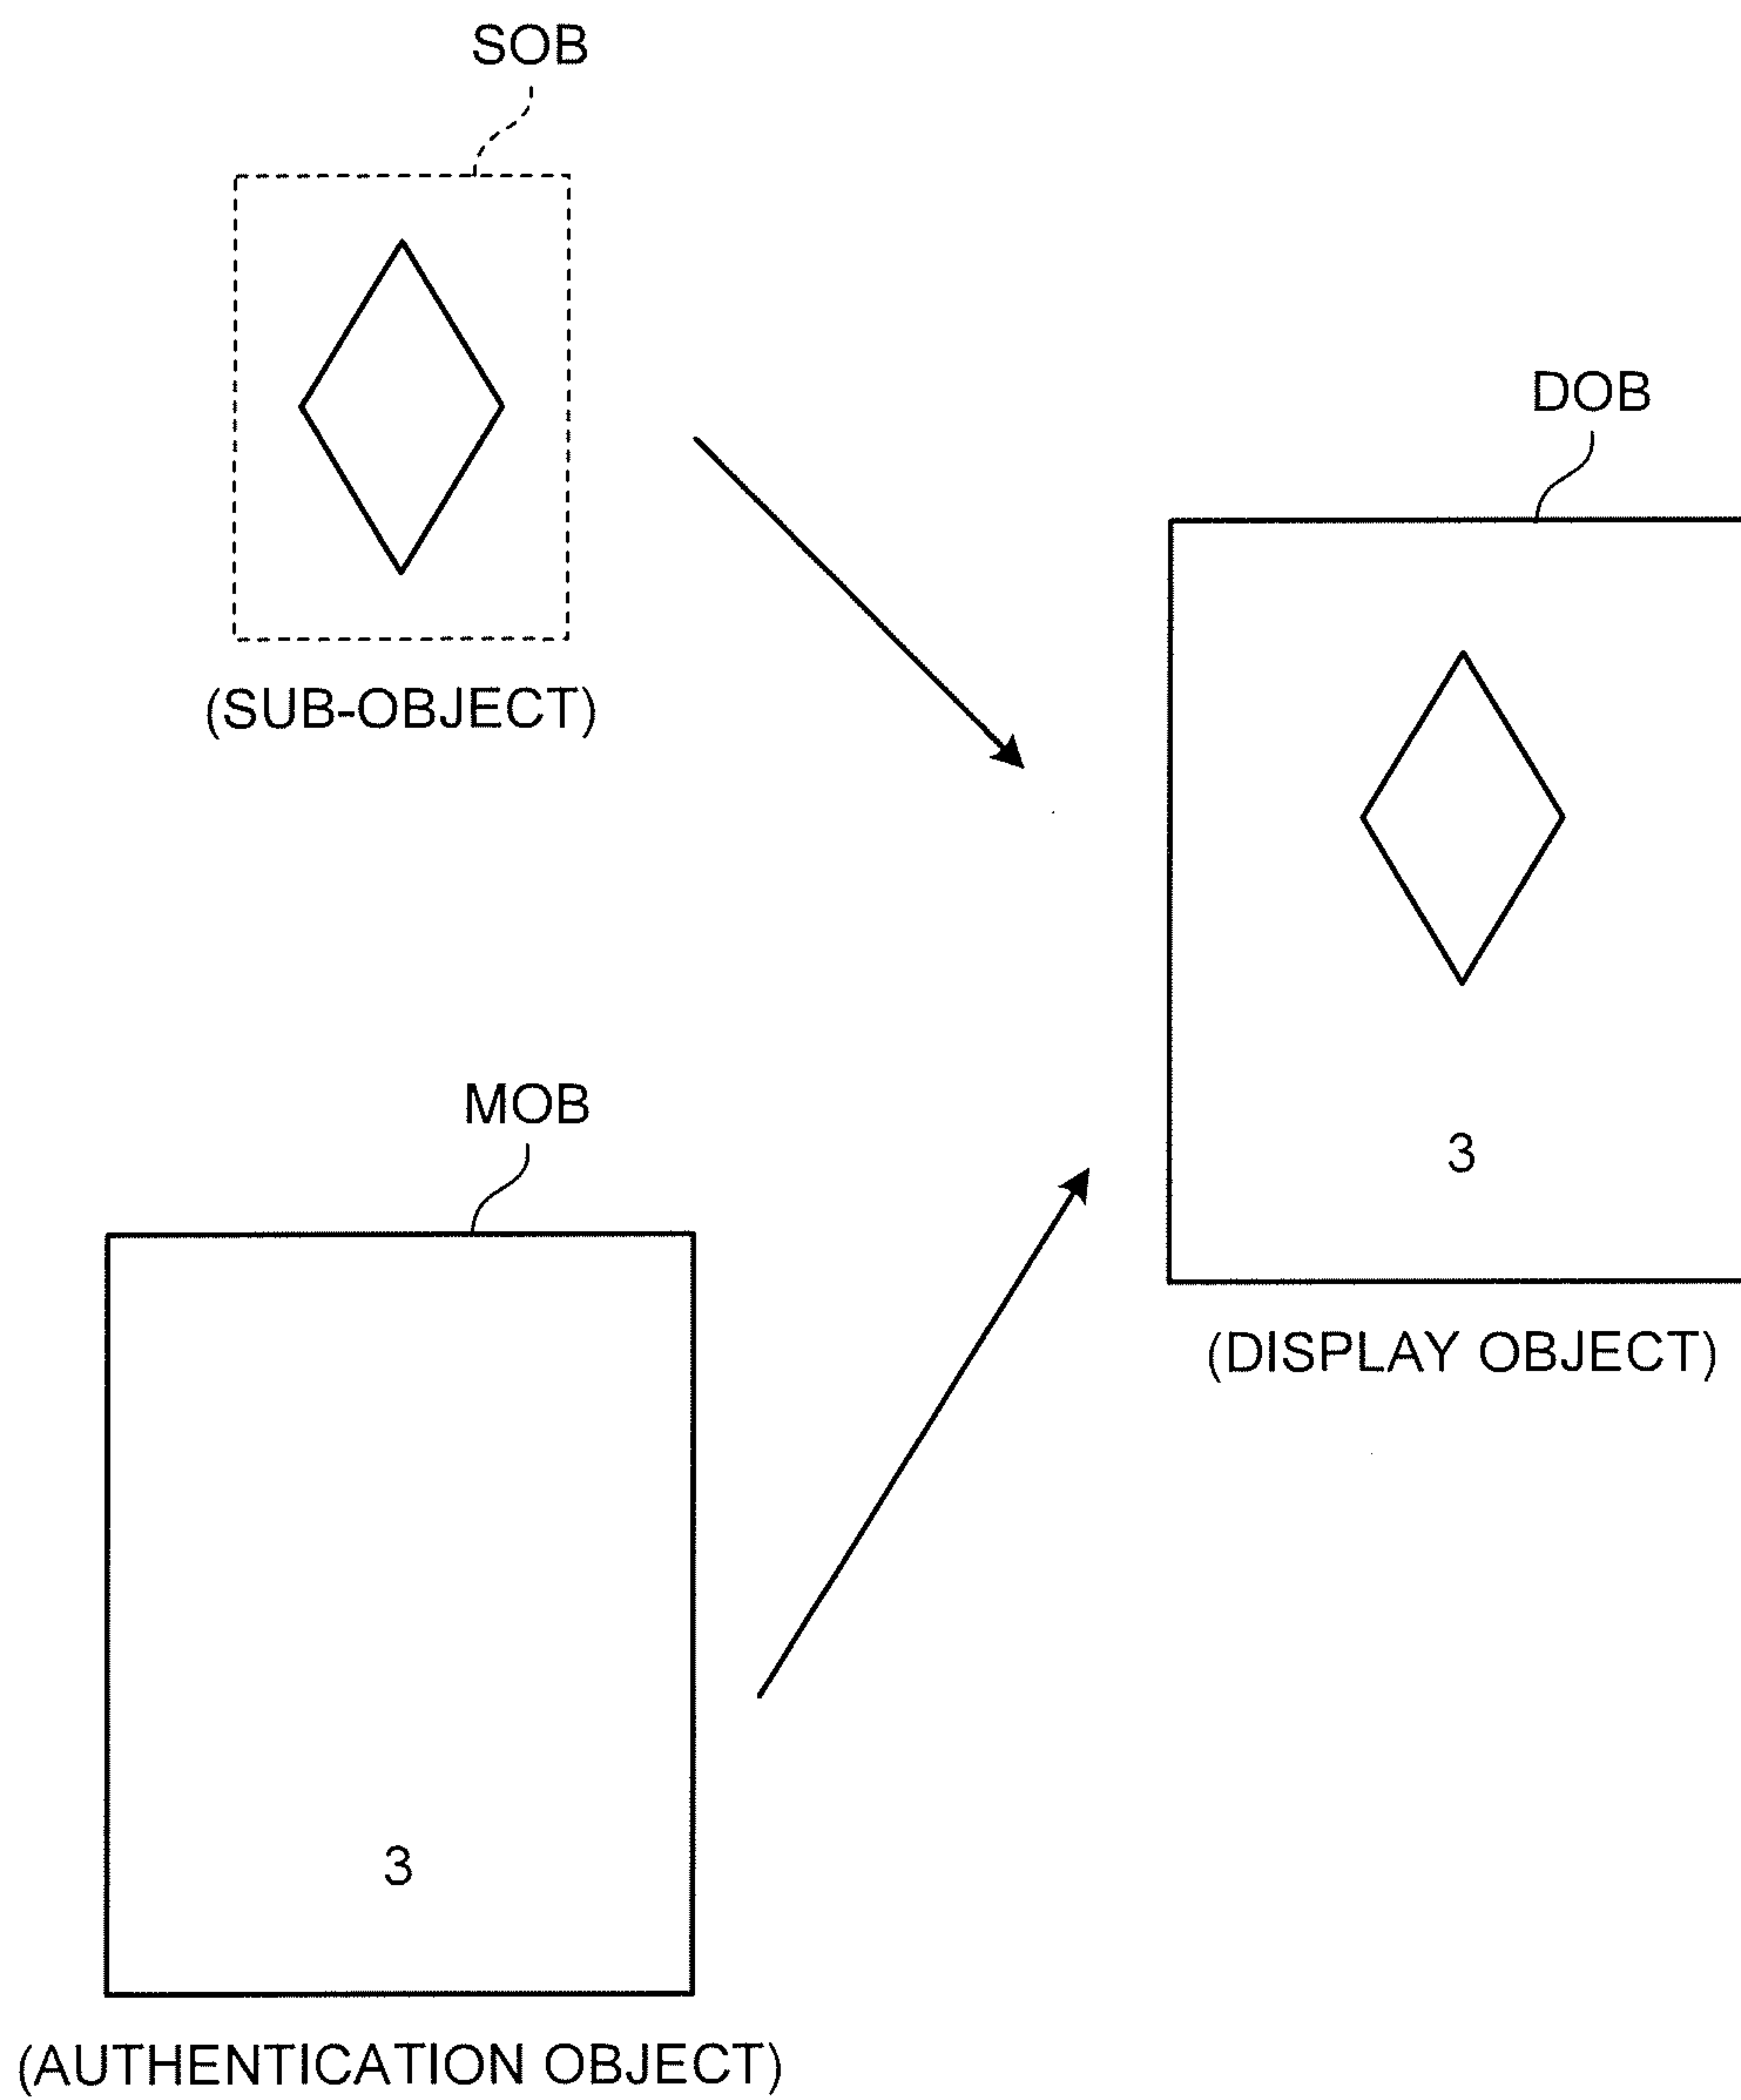 SOB
(SUB-OBJECT)
DOB
3
(DISPLAY OBJECT)
MOB
3
(AUTHENTICATION OBJECT)